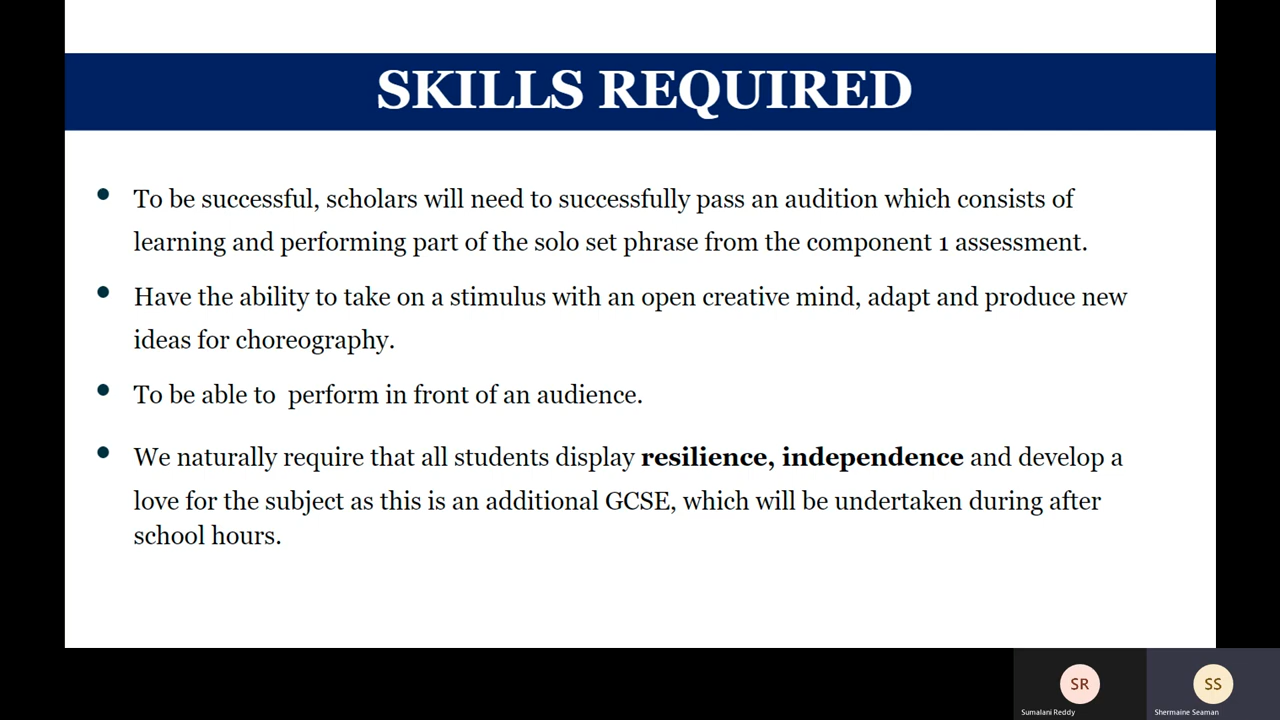 SKILLS REQUIRED
To be successful, scholars will need to successfully pass an audition which consists of
learning and performing part of the solo set phrase from the component 1 assessment.
Have the ability to take on a stimulus with an open creative mind, adapt and produce new
ideas for choreography.
To be able to  perform in front of an audience.
We naturally require that all students display resilience, independence and develop a
love for the subject as this is an additional GCSE, which will be undertaken during after
school hours.
SR
SS
Sumalani Reddy
Shermaine Seaman